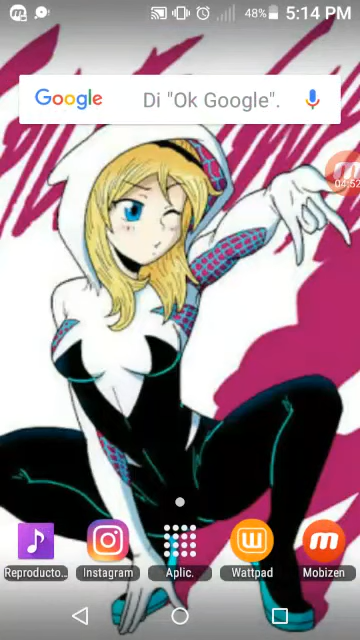 48% 5:14 PM
Google Di "Ok Google".
04:52
Reproducto... Instagram Aplic. Wattpad Mobizen